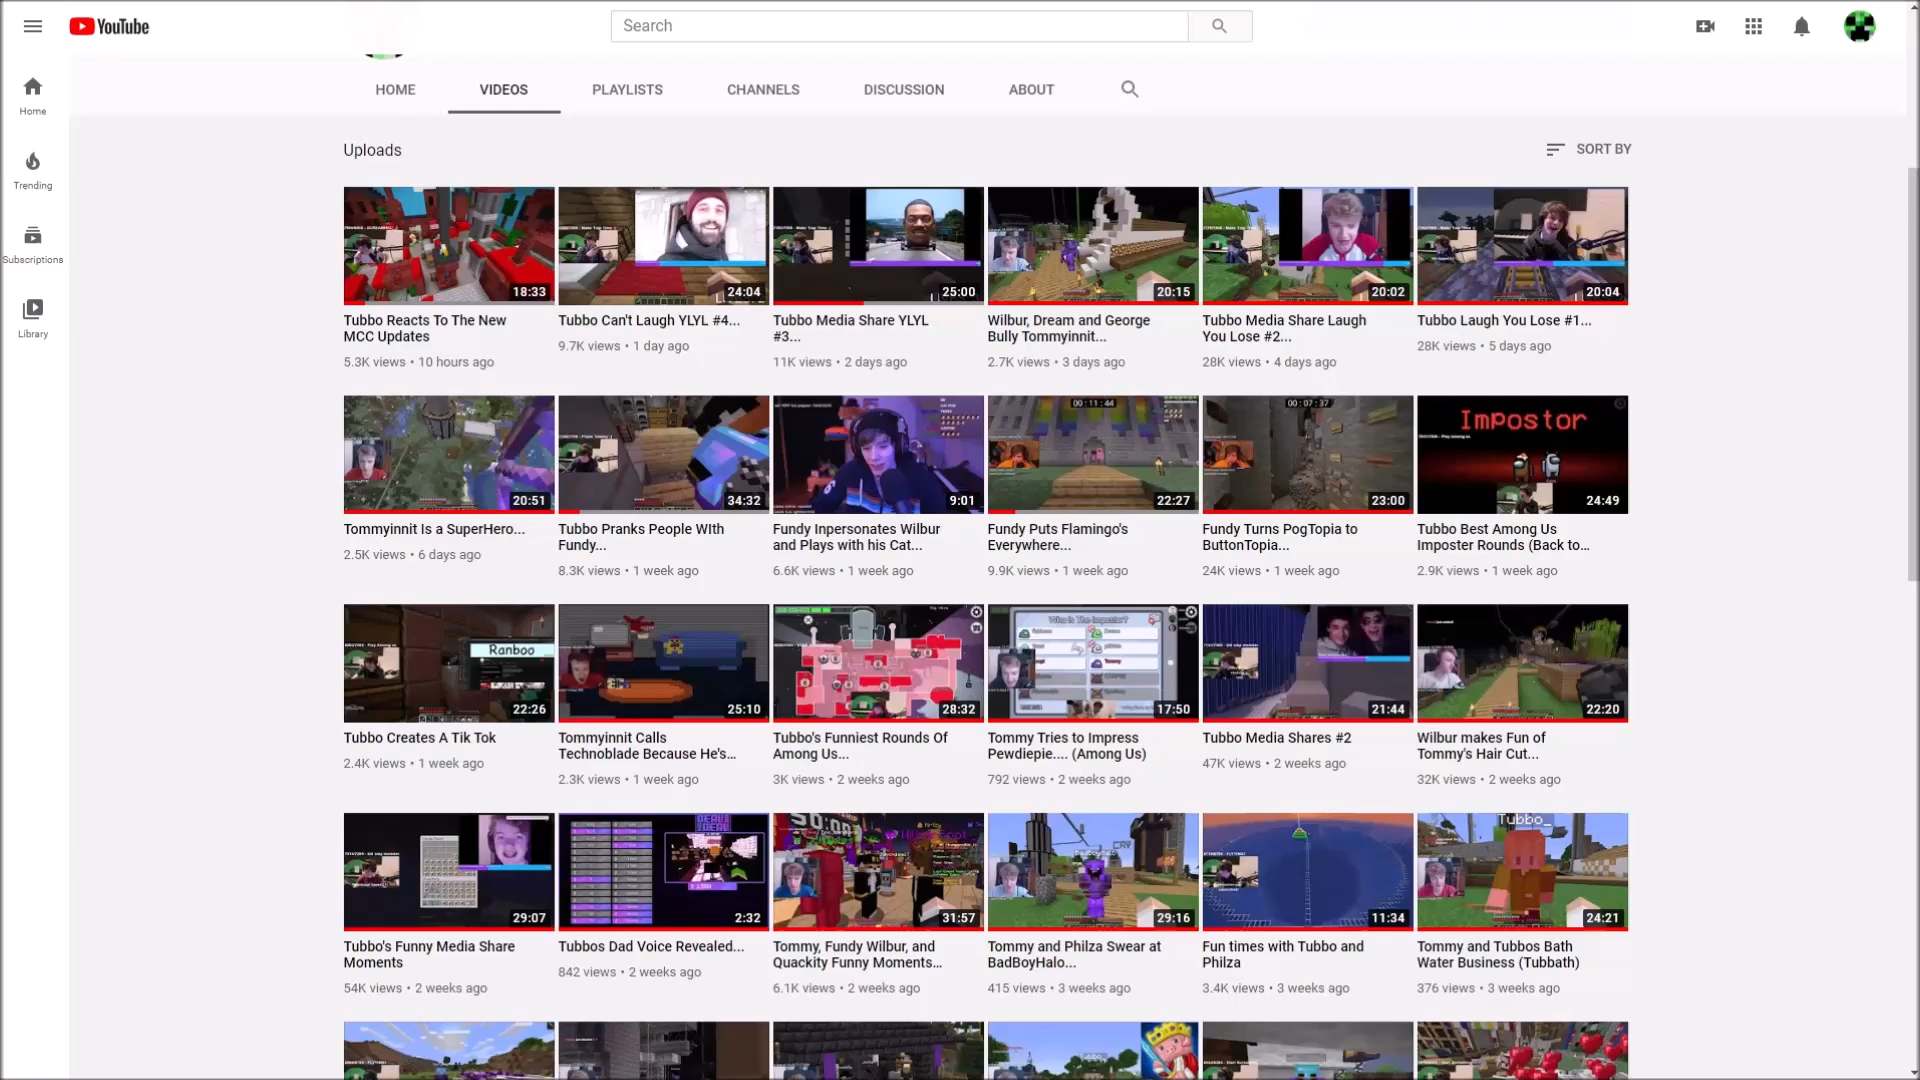 YouTube
Search
HOME
VIDEOS
PLAYLISTS
CHANNELS
DISCUSSION
ABOUT
Home
Trending
Subscriptions
Library
Uploads
SORT BY
18:33
24:04
25:00
20:15
20:02
20:04
Tubbo Reacts To The New
MCC Updates
5.3K views • 10 hours ago
Tubbo Can't Laugh YLYL #4...
9.7K views • 1 day ago
Tubbo Media Share YLYL
#3...
11K views • 2 days ago
Wilbur, Dream and George
Bully Tommyinnit...
2.7K views • 3 days ago
Tubbo Media Share Laugh
You Lose #2...
28K views • 4 days ago
Tubbo Laugh You Lose #1...
28K views • 5 days ago
20:51
34:32
9:01
00:11:44
22:27
00:07:37
23:00
Impostor
24:49
Tommyinnit Is a SuperHero...
2.5K views • 6 days ago
Tubbo Pranks People WIth
Fundy...
8.3K views • 1 week ago
Fundy Inpersonates Wilbur
and Plays with his Cat...
6.6K views • 1 week ago
Fundy Puts Flamingo's
Everywhere...
9.9K views • 1 week ago
Fundy Turns PogTopia to
ButtonTopia...
24K views • 1 week ago
Tubbo Best Among Us
Imposter Rounds (Back to...
2.9K views • 1 week ago
Ranboo
22:26
25:10
28:32
Who Is The Impostor?
17:50
21:44
22:20
Tubbo Creates A Tik Tok
2.4K views • 1 week ago
Tommyinnit Calls
Technoblade Because He's...
2.3K views • 1 week ago
Tubbo's Funniest Rounds Of
Among Us...
3K views • 2 weeks ago
Tommy Tries to Impress
Pewdiepie.... (Among Us)
792 views • 2 weeks ago
Tubbo Media Shares #2
47K views • 2 weeks ago
Wilbur makes Fun of
Tommy's Hair Cut...
32K views • 2 weeks ago
29:07
2:32
31:57
29:16
11:34
Tubbo_
24:21
Tubbo's Funny Media Share
Moments
54K views • 2 weeks ago
Tubbos Dad Voice Revealed...
842 views • 2 weeks ago
Tommy, Fundy Wilbur, and
Quackity Funny Moments...
6.1K views • 2 weeks ago
Tommy and Philza Swear at
BadBoyHalo...
415 views • 3 weeks ago
Fun times with Tubbo and
Philza
3.4K views • 3 weeks ago
Tommy and Tubbos Bath
Water Business (Tubbath)
376 views • 3 weeks ago